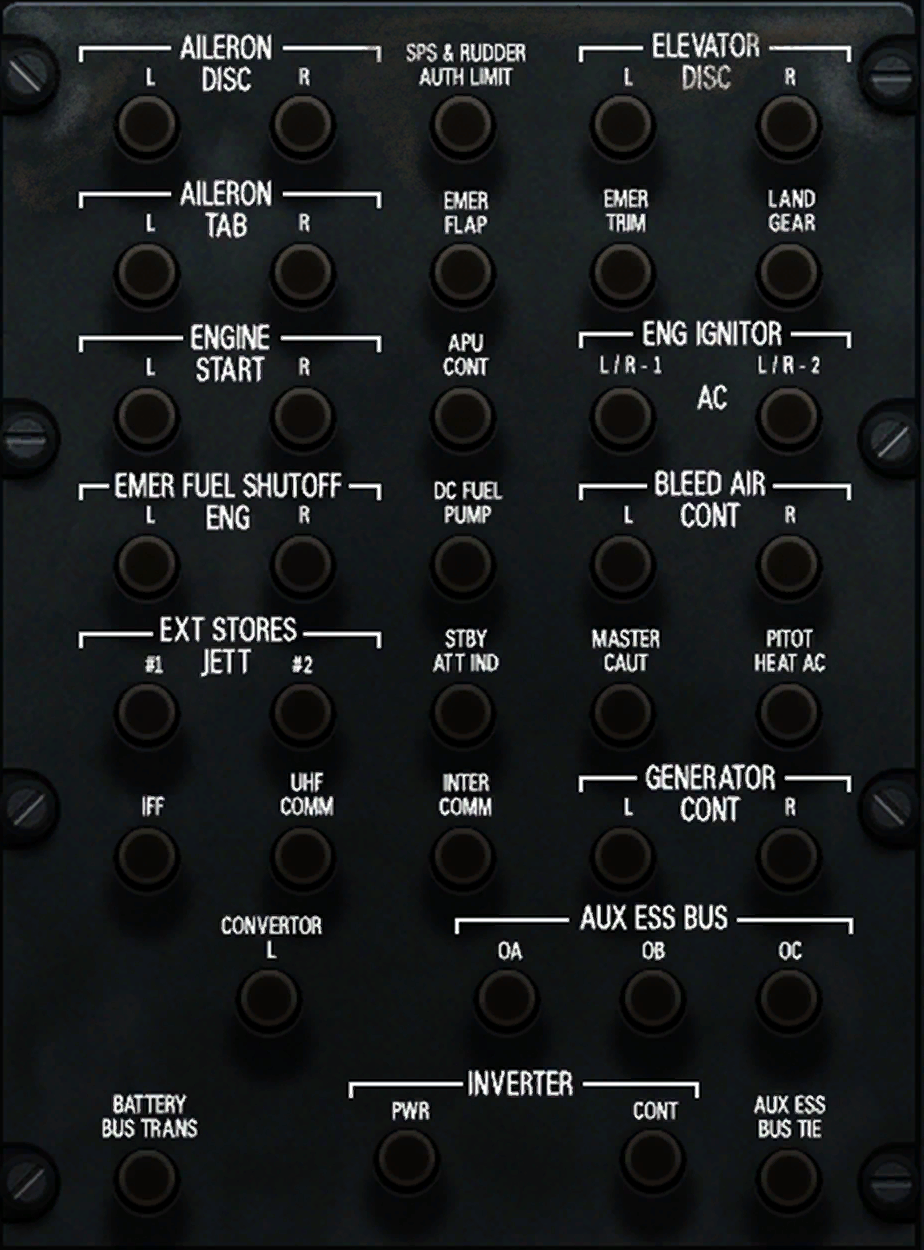 AILERON
DISC
L R
SPS & RUDDER
AUTH LIMIT
ELEVATOR
DISC
L R
AILERON
TAB
L R
EMER
FLAP
EMER
TRIM
LAND
GEAR
ENGINE
START
L R
APU
CONT
ENG IGNITOR
L / R - 1 L / R - 2
AC
EMER FUEL SHUTOFF
ENG
L R
DC FUEL
PUMP
BLEED AIR
CONT
L R
EXT STORES
JETT
#1 #2
STBY
ATT IND
MASTER
CAUT
PITOT
HEAT AC
IFF
UHF
COMM
INTER
COMM
GENERATOR
CONT
L R
CONVERTOR
L
AUX ESS BUS
OA OB OC
BATTERY
BUS TRANS
INVERTER
PWR CONT
AUX ESS
BUS TIE